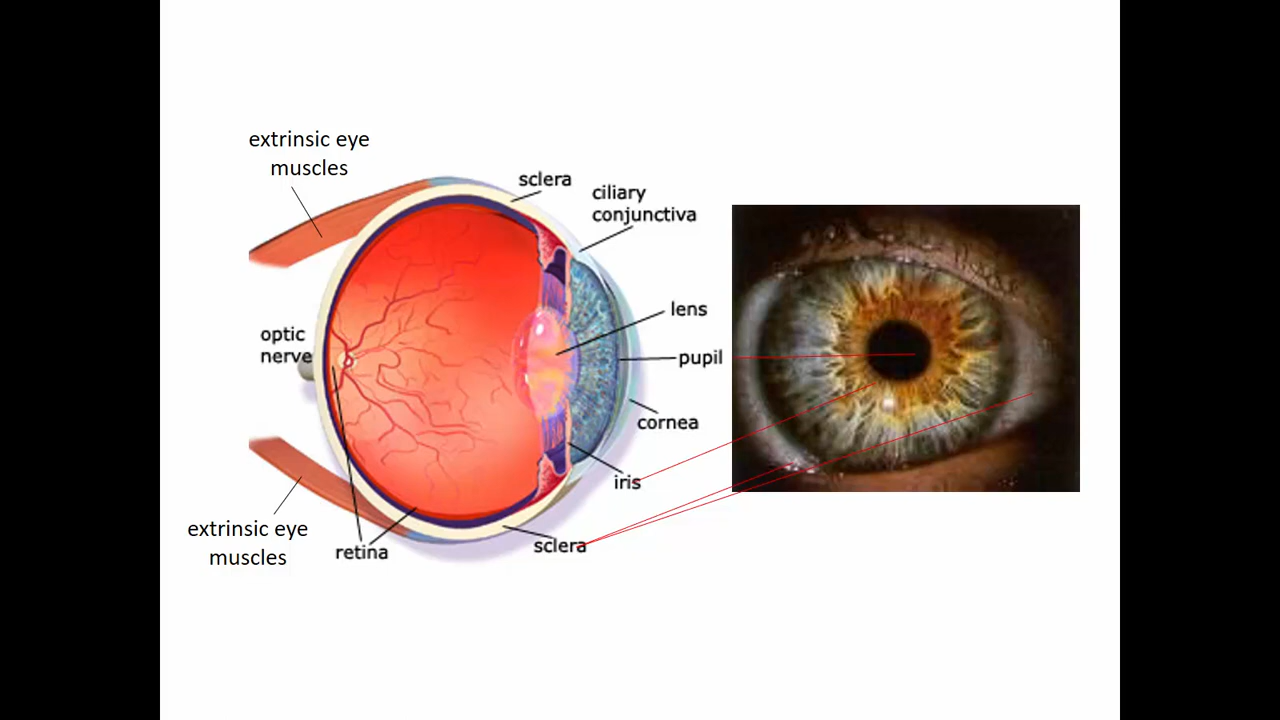 extrinsic eye
muscles
sclera
ciliary
conjunctiva
lens
optic
nerve
pupil
cornea
iris
extrinsic eye
muscles
retina
sclera